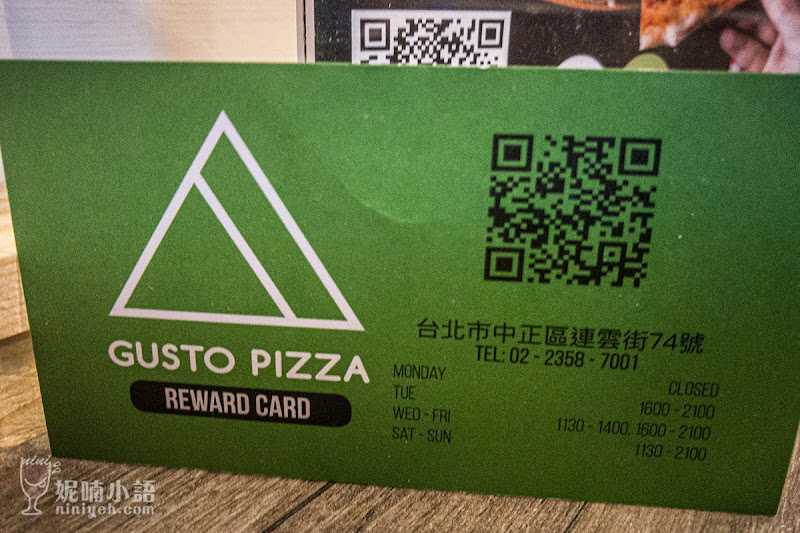 GUSTO PIZZA
REWARD CARD
台北市中正區連雲街74號
TEL: 02 - 2358 - 7001
MONDAY CLOSED
TUE 1600 - 2100
WED - FRI 1130 - 1400, 1600 - 2100
SAT - SUN 1130 - 2100
nini
妮喃小語
niniyeh.com